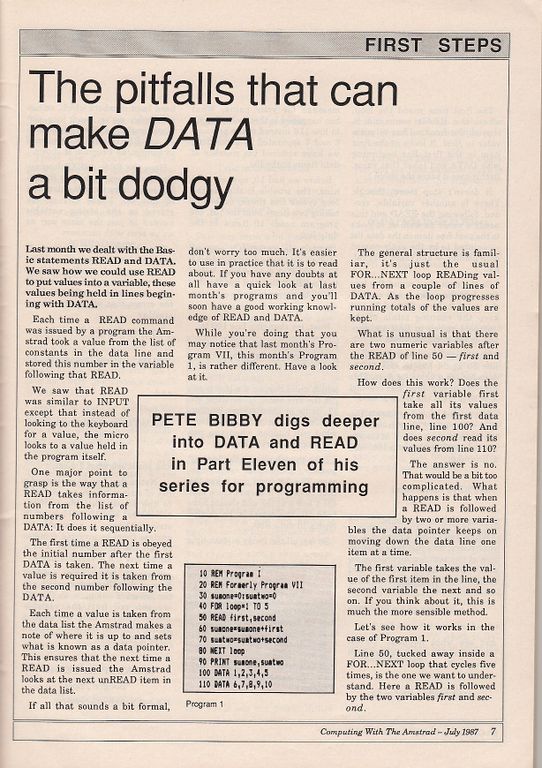 FIRST STEPS
The pitfalls that can
make DATA
a bit dodgy
Last month we dealt with the Bas-
ic statements READ and DATA.
We saw how we could use READ
to put values into a variable, these
values being held in lines begin-
ing with DATA.
Each time a READ command
was issued by a program the Am-
strad took a value from the list of
constants in the data line and
stored this number in the variable
following that READ.
We saw that READ
was similar to INPUT
except that instead of
looking to the keyboard
for a value, the micro
looks to a value held in
the program itself.
One major point to
grasp is the way that a
READ takes informa-
tion from the list of
numbers following a
DATA: It does it sequentially.
The first time a READ is obeyed
the initial number after the first
DATA is taken. The next time a
value is required it is taken from
the second number following the
DATA.
Each time a value is taken from
the data list the Amstrad makes a
note of where it is up to and sets
what is known as a data pointer.
This ensures that the next time a
READ is issued the Amstrad
looks at the next unREAD item in
the data list.
If all that sounds a bit formal,
don't worry too much. It's easier
to use in practice that it is to read
about. If you have any doubts at
all have a quick look at last
month's programs and you'll
soon have a good working knowl-
edge of READ and DATA.
While you're doing that you
may notice that last month's Pro-
gram VII, this month's Program
1, is rather different. Have a look
at it.
PETE BIBBY digs deeper
into DATA and READ
in Part Eleven of his
series for programming
10 REM Program I
20 REM Formerly Program VII
30 sumone=0:sumtwo=0
40 FOR loop=1 TO 5
50 READ first,second
60 sumone=sumone+first
70 sumtwo=sumtwo+second
80 NEXT loop
90 PRINT sumone,sumtwo
100 DATA 1,2,3,4,5
110 DATA 6,7,8,9,10
Program 1
The general structure is famil-
iar, it's just the usual
FOR...NEXT loop READing val-
ues from a couple of lines of
DATA. As the loop progresses
running totals of the values are
kept.
What is unusual is that there
are two numeric variables after
the READ of line 50 — first and
second.
How does this work? Does the
first variable first
take all its values
from the first data
line, line 100? And
does second read its
values from line 110?
The answer is no.
That would be a bit too
complicated. What
happens is that when
a READ is followed
by two or more varia-
bles the data pointer keeps on
moving down the data line one
item at a time.
The first variable takes the val-
ue of the first item in the line, the
second variable the next and so
on. If you think about it, this is
much the more sensible method.
Let's see how it works in the
case of Program 1.
Line 50, tucked away inside a
FOR...NEXT loop that cycles five
times, is the one we want to under-
stand. Here a READ is followed
by the two variables first and sec-
ond.
Computing With The Amstrad – July 1987 7